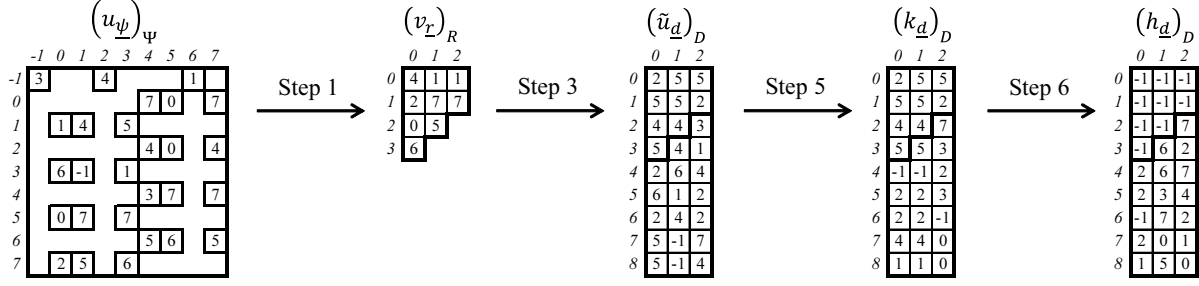 (u_ψ)_Ψ
-1 0 1 2 3 4 5 6 7
-1 3 4 1
0 7 0 7
1 1 4 5
2 4 0 4
3 6 -1 1
4 3 7 7
5 0 7 7
6 5 6 5
7 2 5 6
Step 1
(v_r)_R
0 1 2
0 4 1 1
1 2 7 7
2 0 5
3 6
Step 3
(ũ_d)_D
0 1 2
0 2 5 5
1 5 5 2
2 4 4 3
3 5 4 1
4 2 6 4
5 6 1 2
6 2 4 2
7 5 -1 7
8 5 -1 4
Step 5
(k_d)_D
0 1 2
0 2 5 5
1 5 5 2
2 4 4 7
3 5 5 3
4 -1 -1 2
5 2 2 3
6 2 2 -1
7 4 4 0
8 1 1 0
Step 6
(h_d)_D
0 1 2
0 -1 -1 -1
1 -1 -1 -1
2 -1 -1 7
3 -1 6 2
4 2 6 7
5 2 3 4
6 -1 7 2
7 2 0 1
8 1 5 0